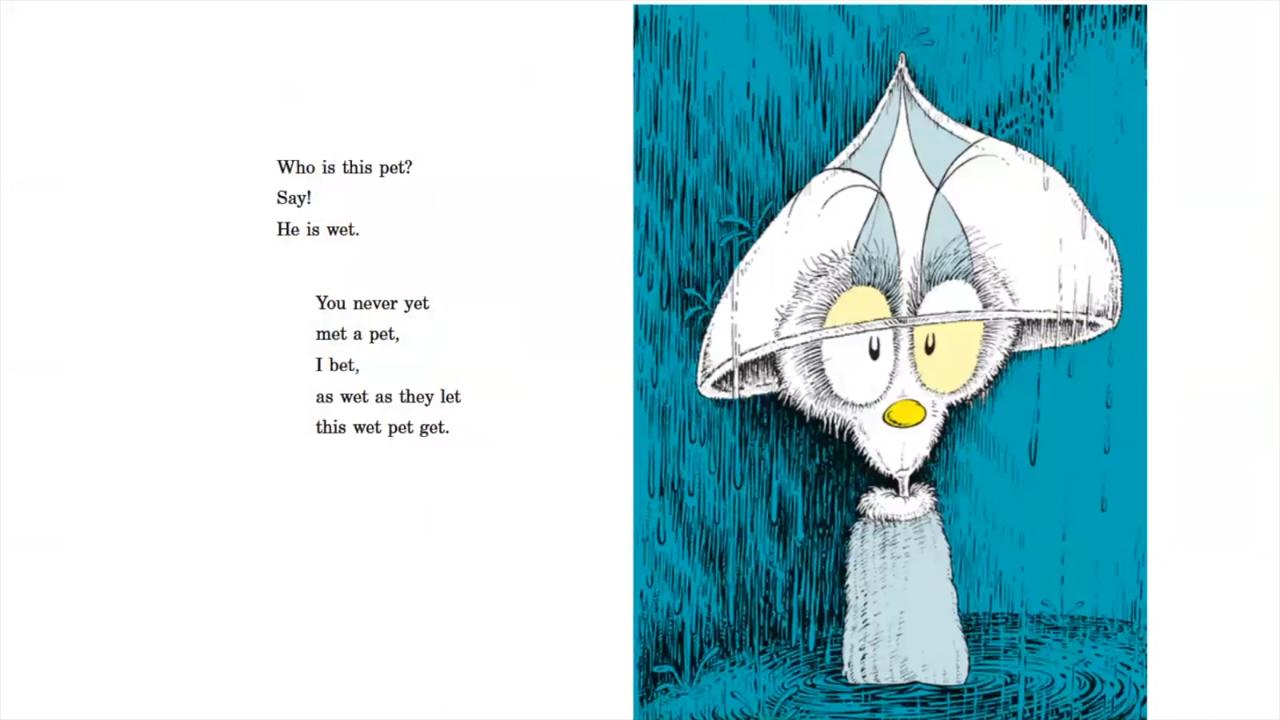 Who is this pet?
Say!
He is wet.
You never yet
met a pet,
I bet,
as wet as they let
this wet pet get.